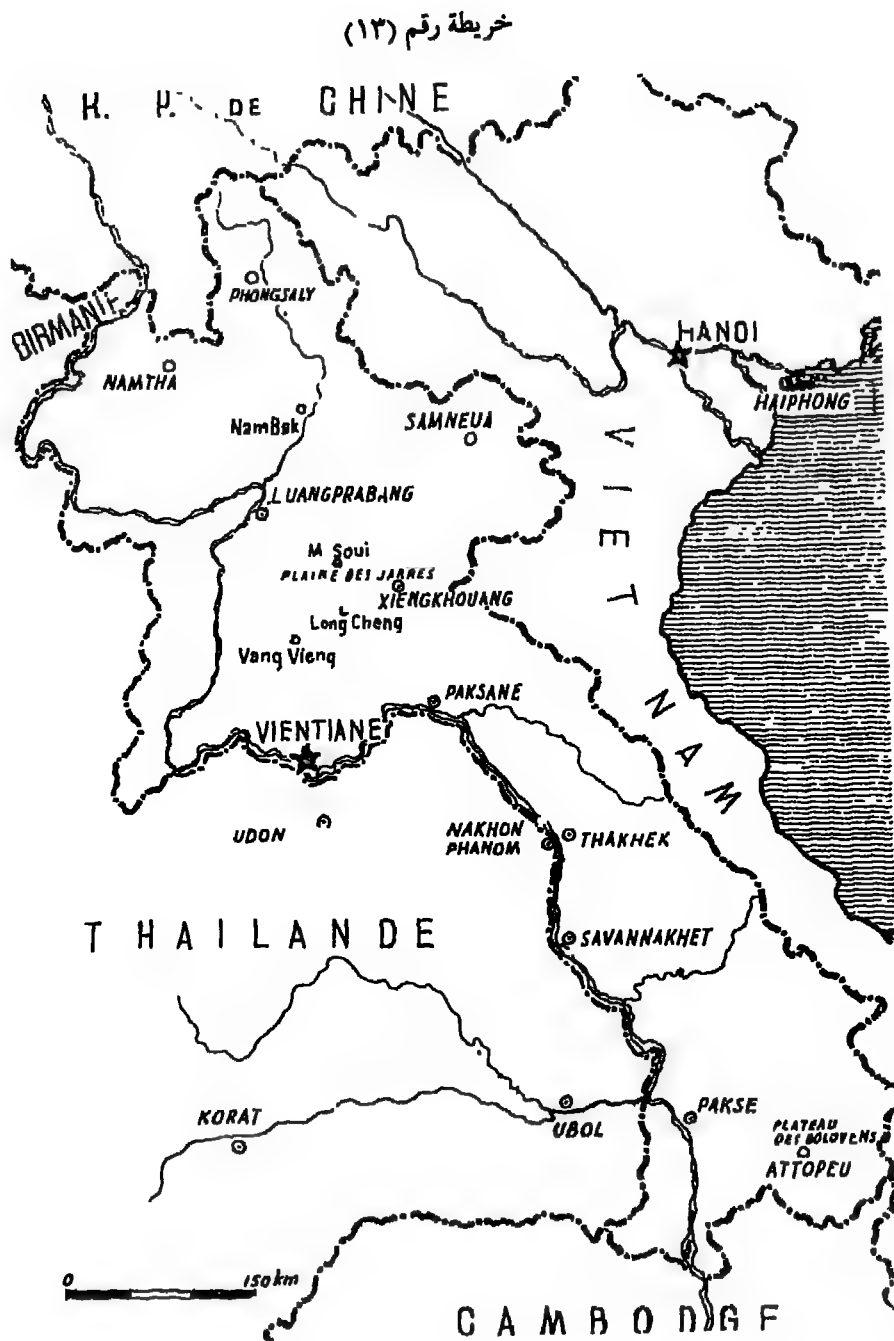 خريطة رقم (١٣)
R. P. DE CHINE
BIRMANIE
PHONGSALY
HANOI
NAMTHA
HAIPHONG
NamBak
SAMNEUA
VIET NAM
LUANGPRABANG
M Soui
PLAINE DES JARRES
XIENGKHOUANG
Long Cheng
Vang Vieng
PAKSANE
VIENTIANE
UDON
NAKHON
PHANOM
THAKHEK
THAILANDE
SAVANNAKHET
KORAT
UBOL
PAKSE
PLATEAU
DES BOLOVENS
ATTOPEU
0 150 km
CAMBODGE